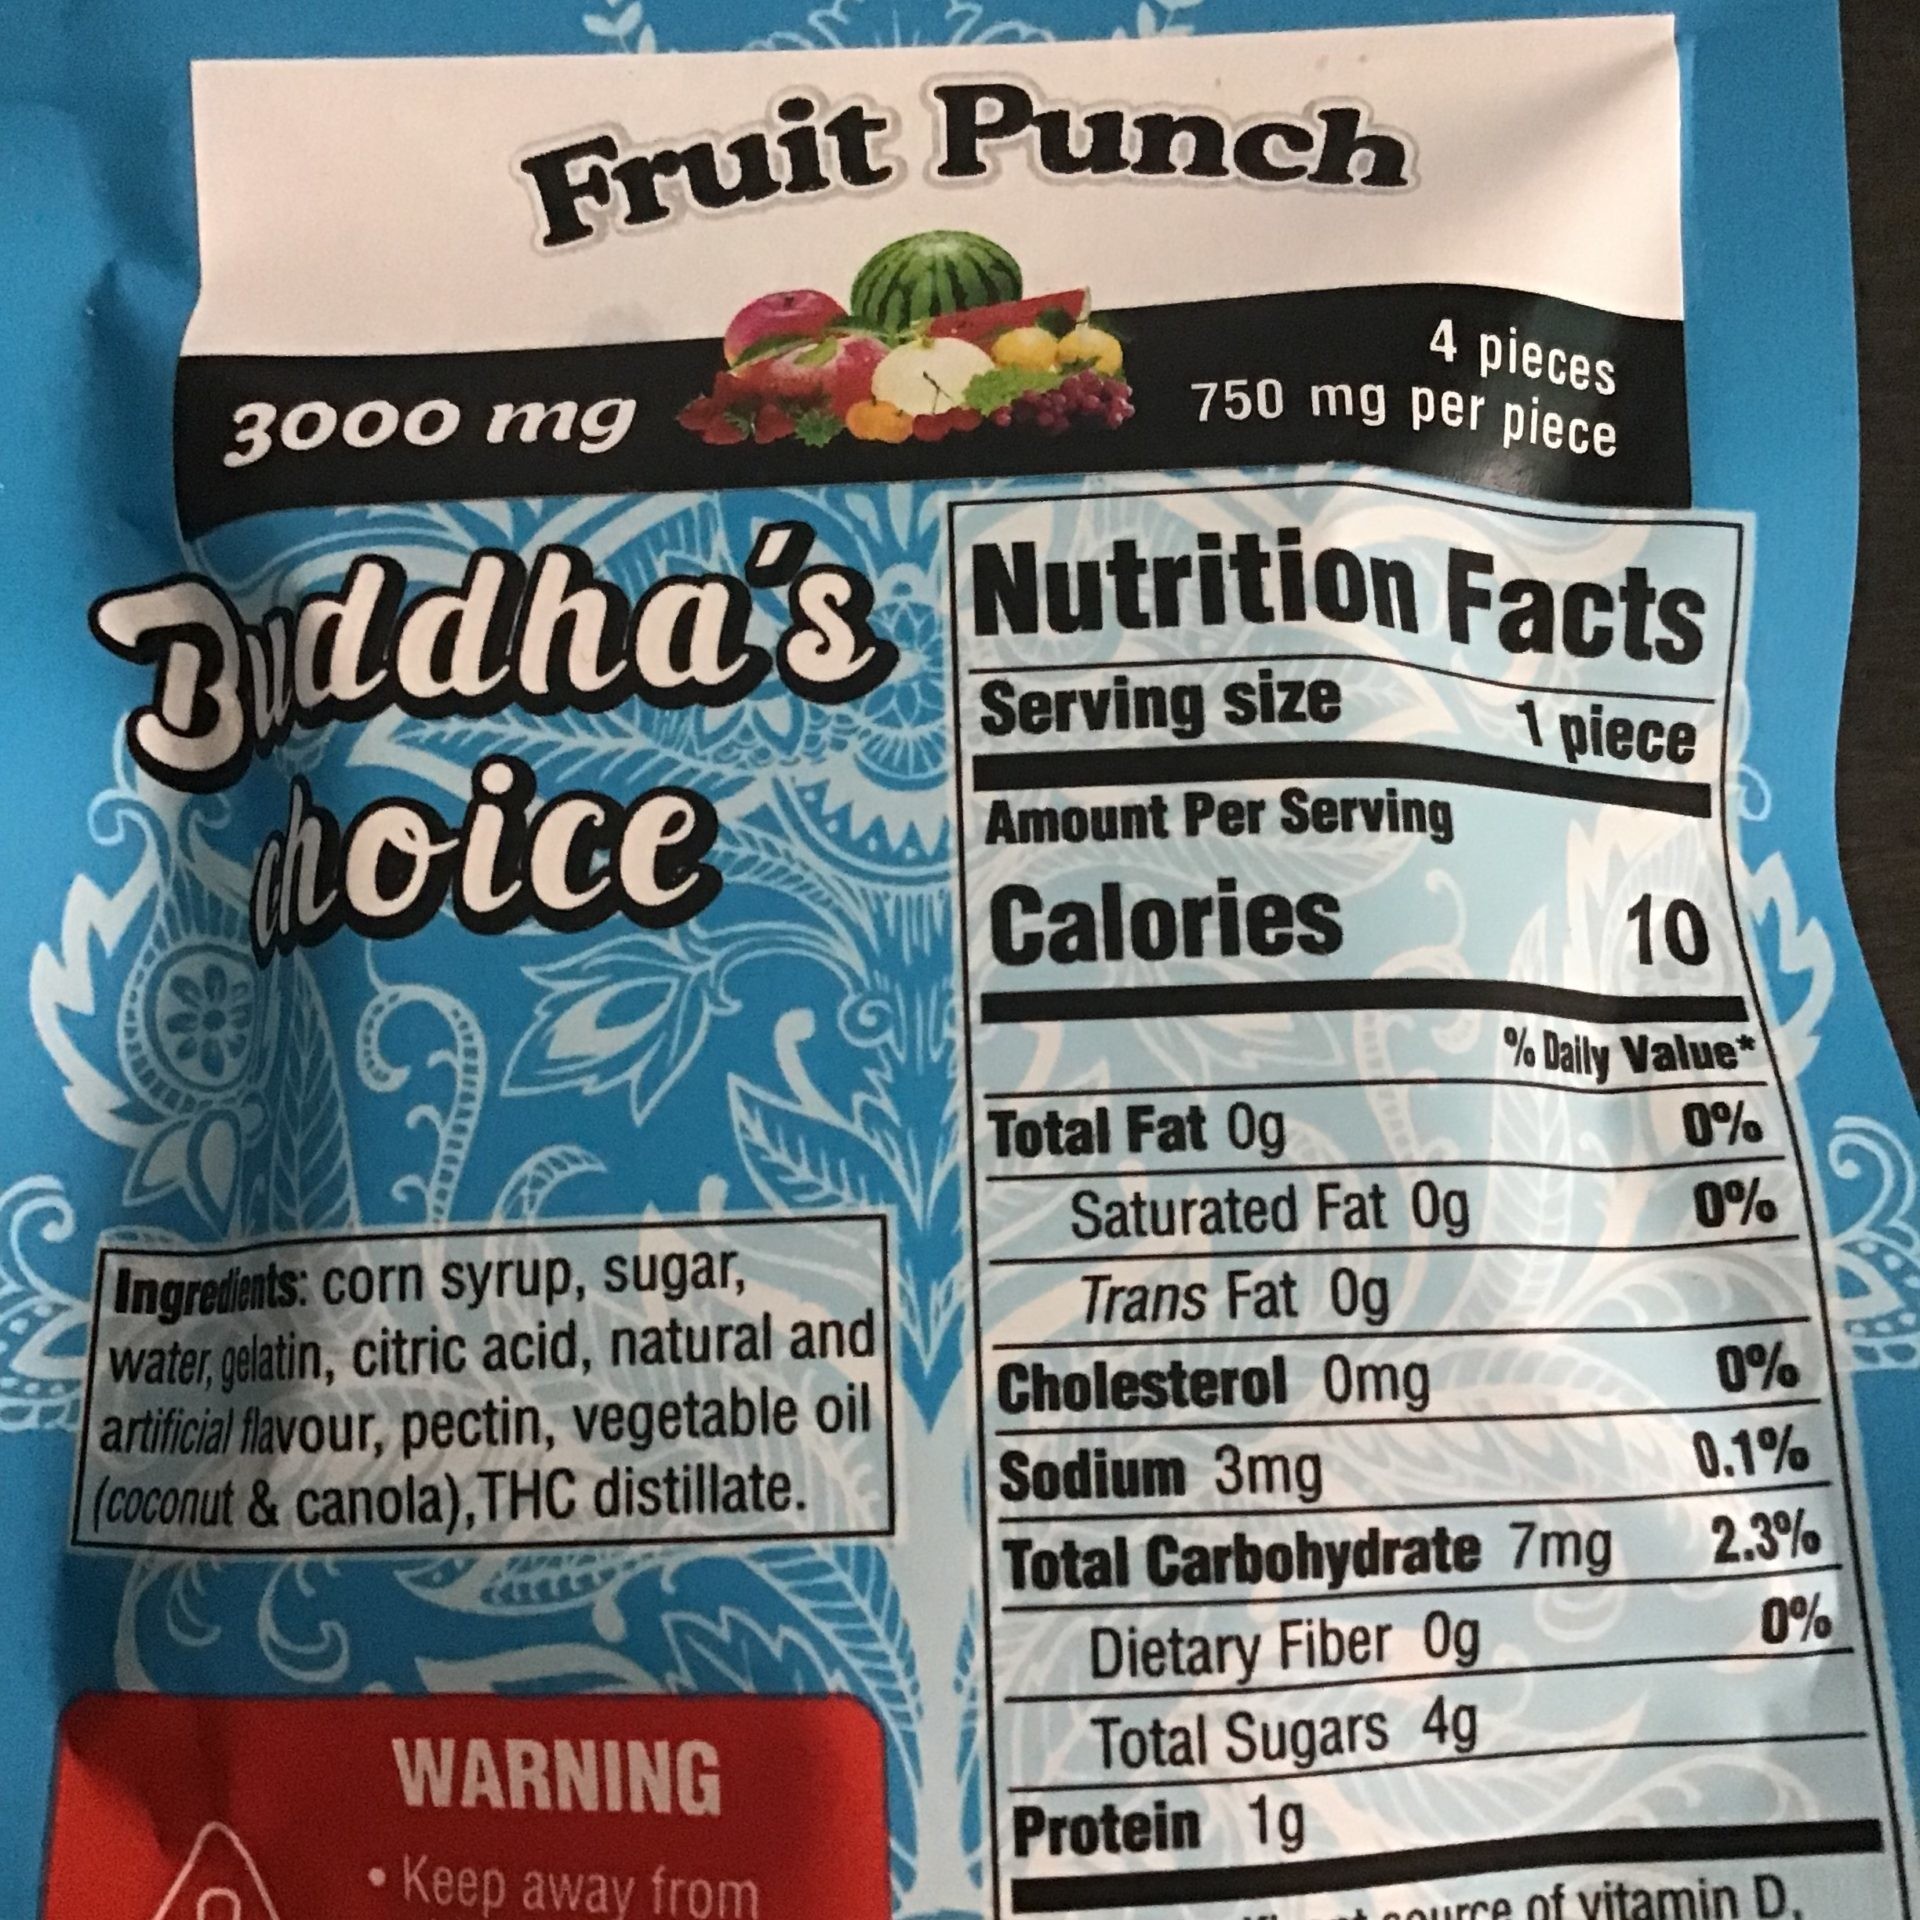 Fruit Punch
3000 mg
4 pieces
750 mg per piece
Buddha's
choice
Ingredients: corn syrup, sugar,
water, gelatin, citric acid, natural and
artificial flavour, pectin, vegetable oil
(coconut & canola), THC distillate.
WARNING
• Keep away from
Nutrition Facts
Serving size 1 piece
Amount Per Serving
Calories 10
% Daily Value*
Total Fat 0g 0%
Saturated Fat 0g 0%
Trans Fat 0g
Cholesterol 0mg 0%
Sodium 3mg 0.1%
Total Carbohydrate 7mg 2.3%
Dietary Fiber 0g 0%
Total Sugars 4g
Protein 1g
source of vitamin D,